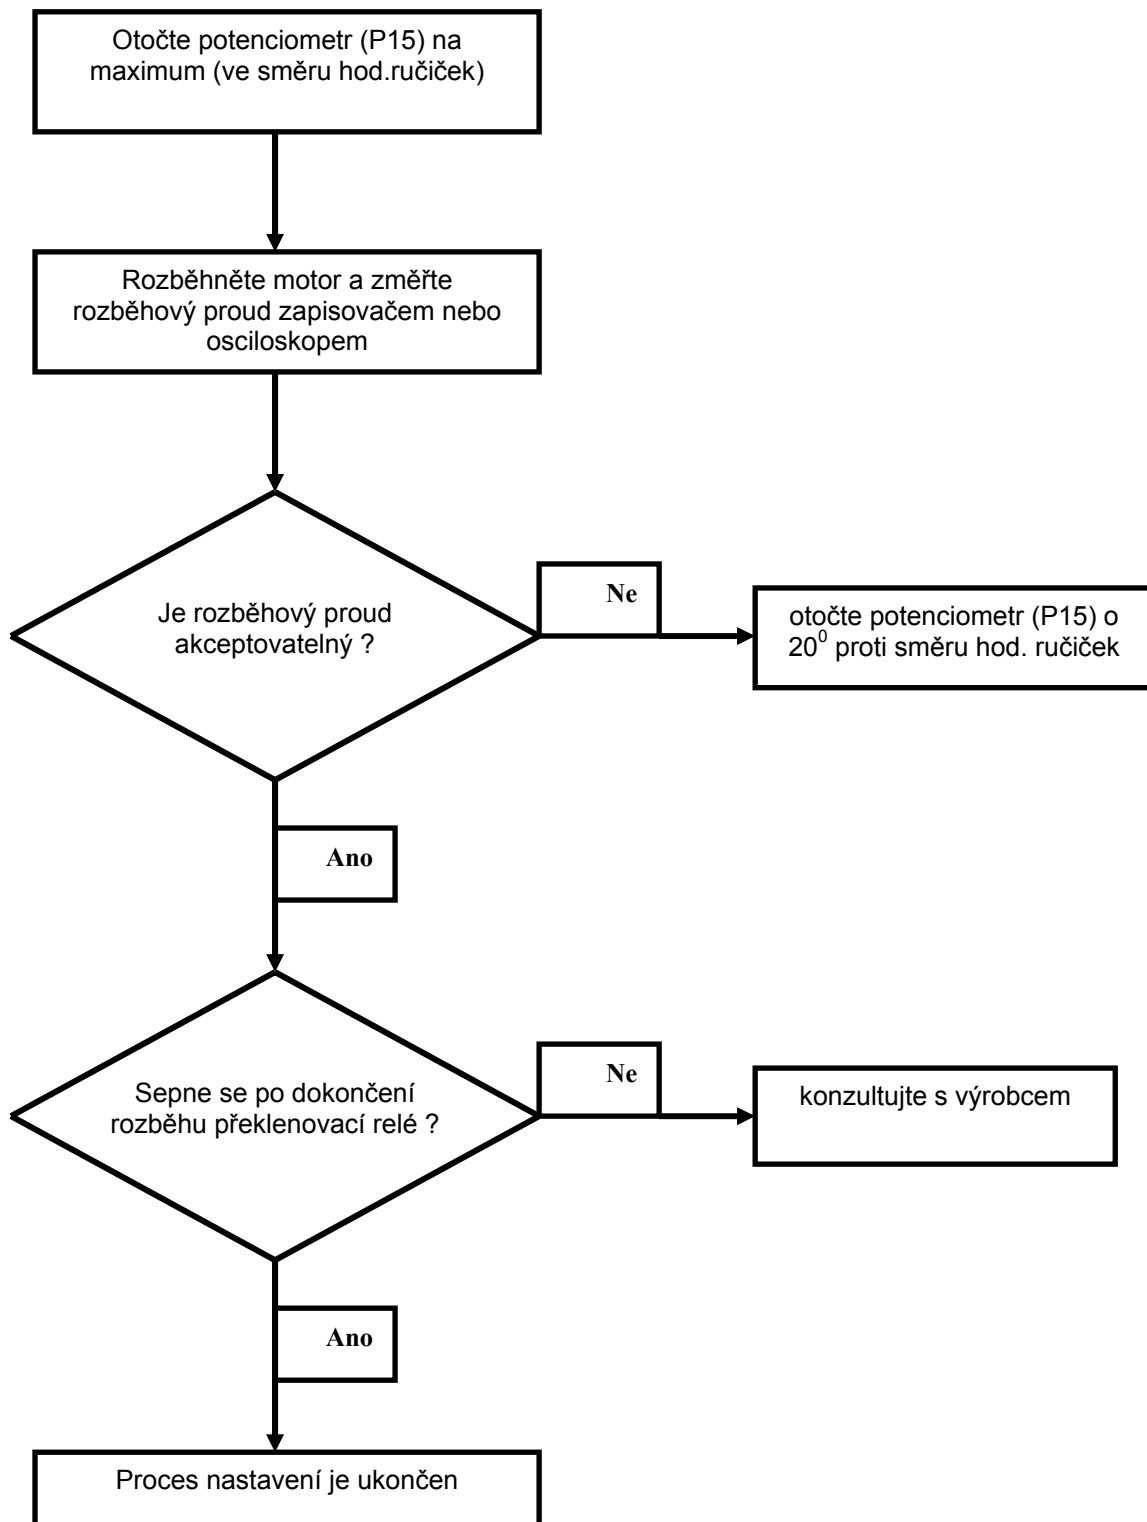 Otočte potenciometr (P15) na
maximum (ve směru hod.ručiček)
Rozběhněte motor a změřte
rozběhový proud zapisovačem nebo
osciloskopem
Je rozběhový proud
akceptovatelný ?
Ne
otočte potenciometr (P15) o
20⁰ proti směru hod. ručiček
Ano
Sepne se po dokončení
rozběhu překlenovací relé ?
Ne
konzultujte s výrobcem
Ano
Proces nastavení je ukončen